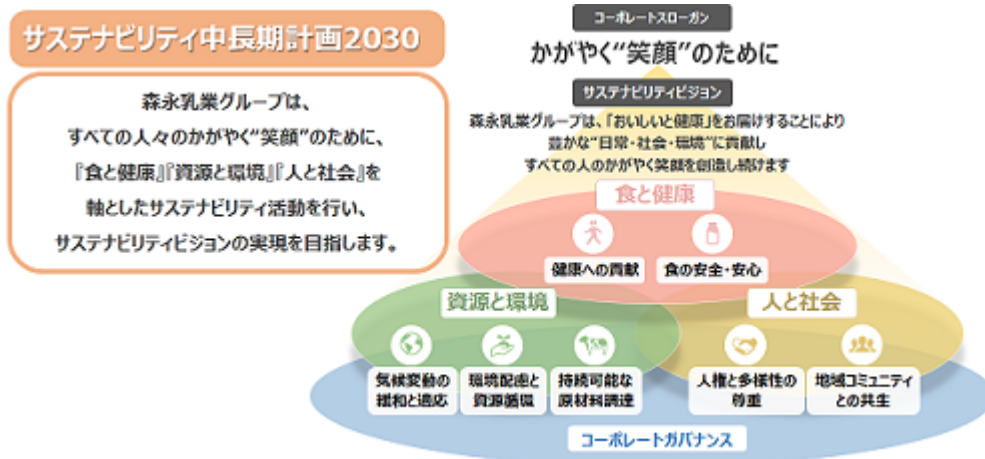 サステナビリティ中長期計画2030
森永乳業グループは、
すべての人々のかがやく“笑顔”のために、
『食と健康』『資源と環境』『人と社会』を
軸としたサステナビリティ活動を行い、
サステナビリティビジョンの実現を目指します。
コーポレートスローガン
かがやく“笑顔”のために
サステナビリティビジョン
森永乳業グループは、「おいしいと健康」をお届けすることにより
豊かな“日常・社会・環境”に貢献し
すべての人のかがやく笑顔を創造し続けます
食と健康
健康への貢献
食の安全・安心
資源と環境
人と社会
気候変動の
緩和と適応
環境配慮と
資源循環
持続可能な
原材料調達
人権と多様性の
尊重
地域コミュニティ
との共生
コーポレートガバナンス